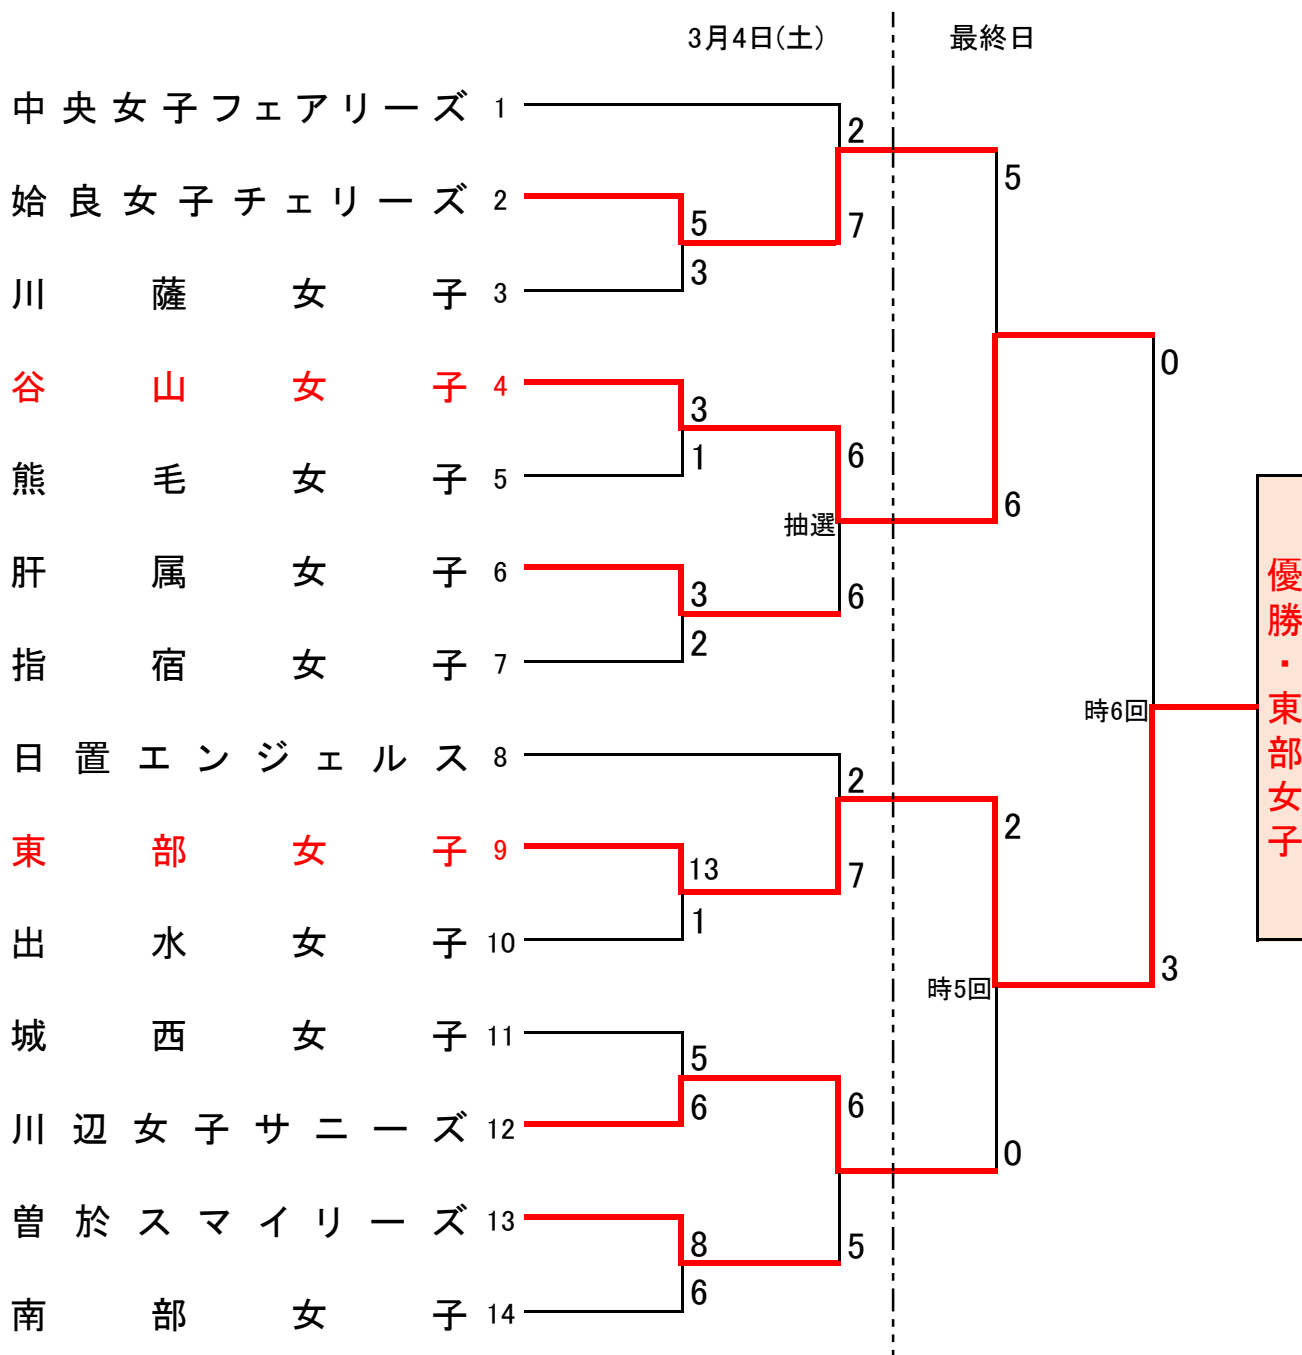 3月4日(土) 最終日
中央女子フェアリーズ 1
2
5
姶良女子チェリーズ 2
5
7
3
川薩女子 3
0
谷山女子 4
3
6
1
熊毛女子 5
6
抽選
肝属女子 6
3
6
2
指宿女子 7
優勝・東部女子
時6回
日置エンジェルス 8
2
2
東部女子 9
13
7
1
出水女子 10
3
時5回
城西女子 11
5
6
6
川辺女子サニーズ 12
0
曽於スマイリーズ 13
8
5
6
南部女子 14